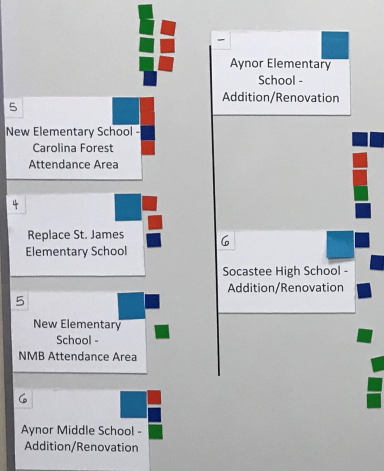 5
New Elementary School -
Carolina Forest
Attendance Area
4
Replace St. James
Elementary School
5
New Elementary
School -
NMB Attendance Area
6
Aynor Middle School -
Addition/Renovation
-
Aynor Elementary
School -
Addition/Renovation
6
Socastee High School -
Addition/Renovation